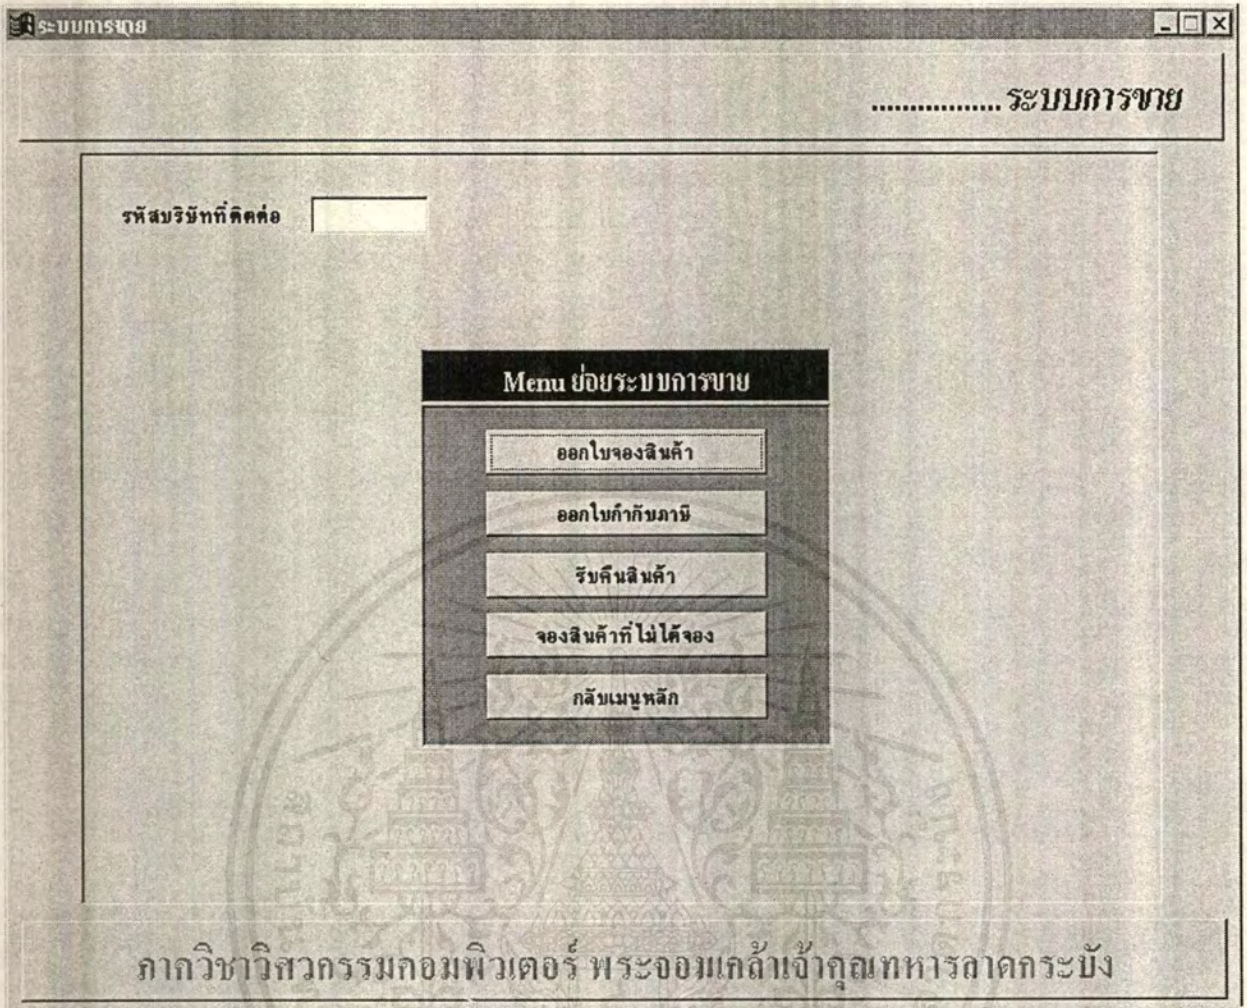 ระบบการขาย
.................ระบบการขาย
รหัสบริษัทที่ติดต่อ
Menu ย่อยระบบการขาย
ออกใบจองสินค้า
ออกใบกำกับภาษี
รับคืนสินค้า
จองสินค้าที่ไม่ได้จอง
กลับเมนูหลัก
ภาควิชาวิศวกรรมคอมพิวเตอร์ พระจอมเกล้าเจ้าคุณทหารลาดกระบัง